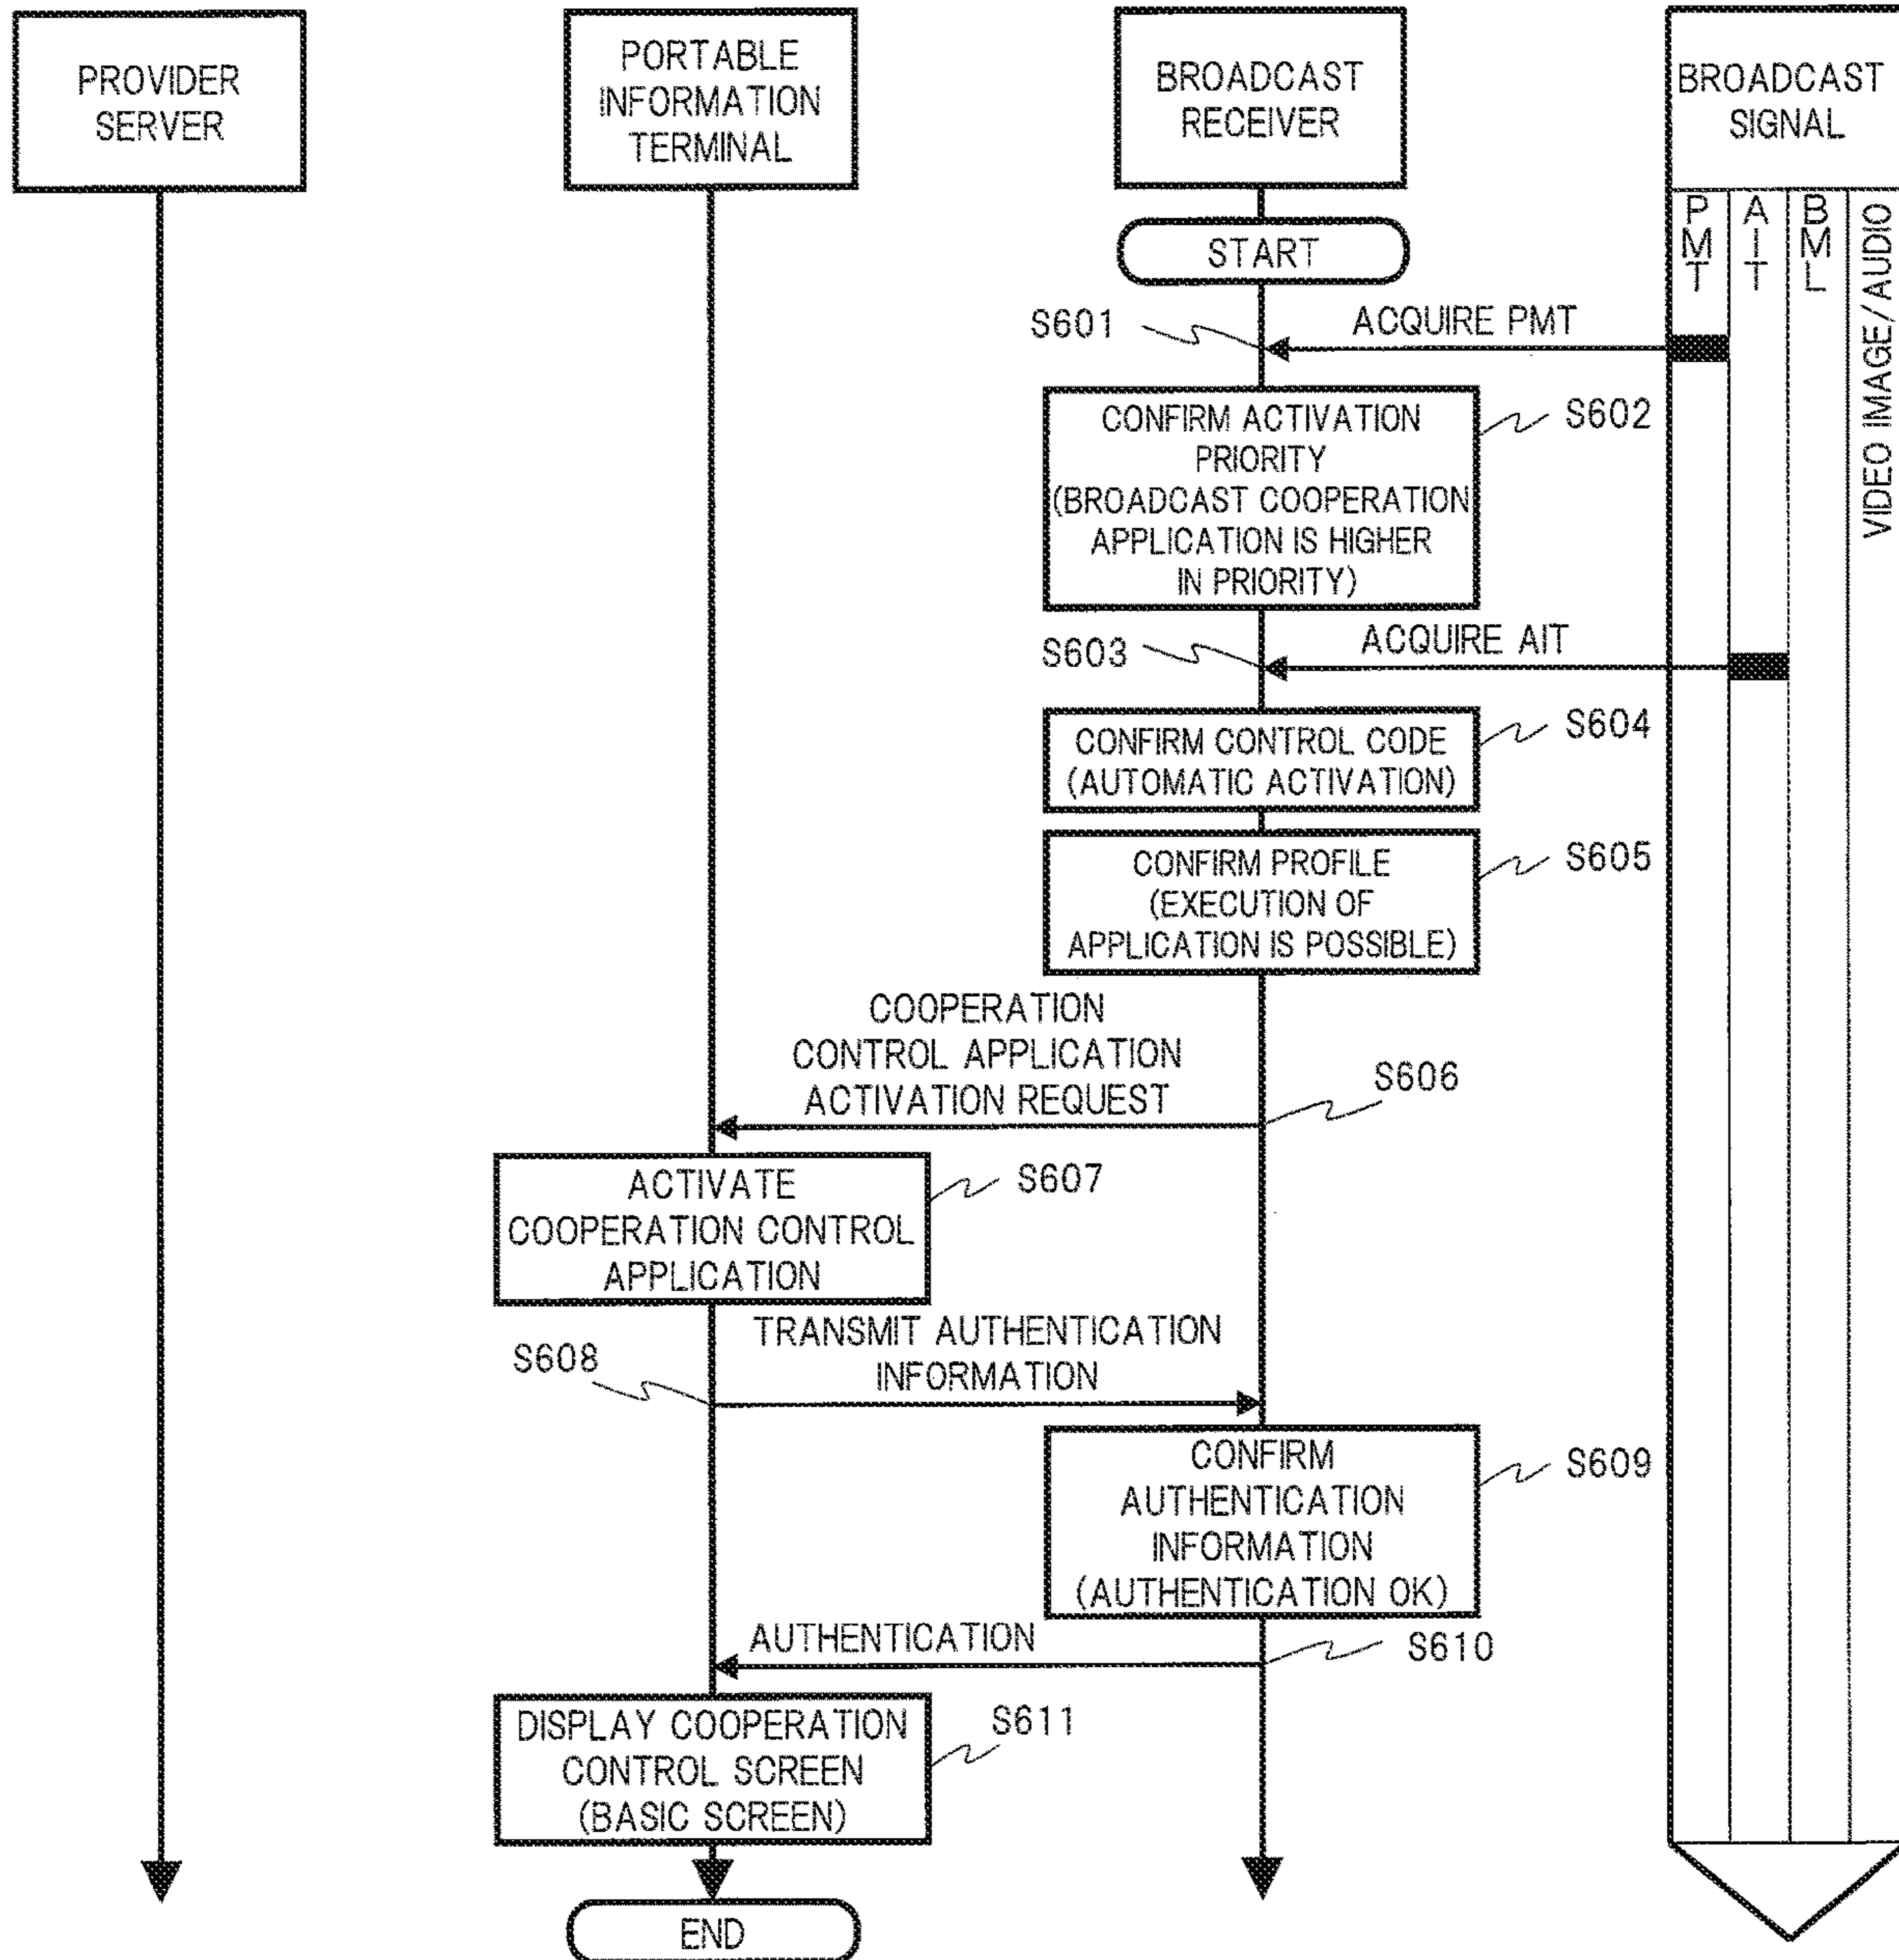 PROVIDER
SERVER
PORTABLE
INFORMATION
TERMINAL
BROADCAST
RECEIVER
BROADCAST
SIGNAL
PMT
AIT
BML
VIDEO IMAGE/AUDIO
START
S601
ACQUIRE PMT
CONFIRM ACTIVATION
PRIORITY
(BROADCAST COOPERATION
APPLICATION IS HIGHER
IN PRIORITY)
S602
S603
ACQUIRE AIT
CONFIRM CONTROL CODE
(AUTOMATIC ACTIVATION)
S604
CONFIRM PROFILE
(EXECUTION OF
APPLICATION IS POSSIBLE)
S605
COOPERATION
CONTROL APPLICATION
ACTIVATION REQUEST
S606
ACTIVATE
COOPERATION CONTROL
APPLICATION
S607
S608
TRANSMIT AUTHENTICATION
INFORMATION
CONFIRM
AUTHENTICATION
INFORMATION
(AUTHENTICATION OK)
S609
AUTHENTICATION
S610
DISPLAY COOPERATION
CONTROL SCREEN
(BASIC SCREEN)
S611
END